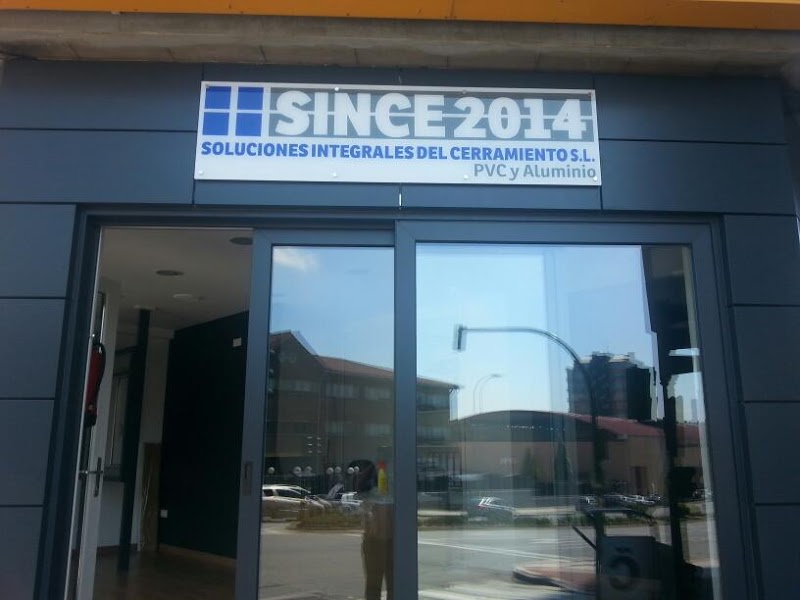 SINCE 2014
SOLUCIONES INTEGRALES DEL CERRAMIENTO S.L.
PVC y Aluminio